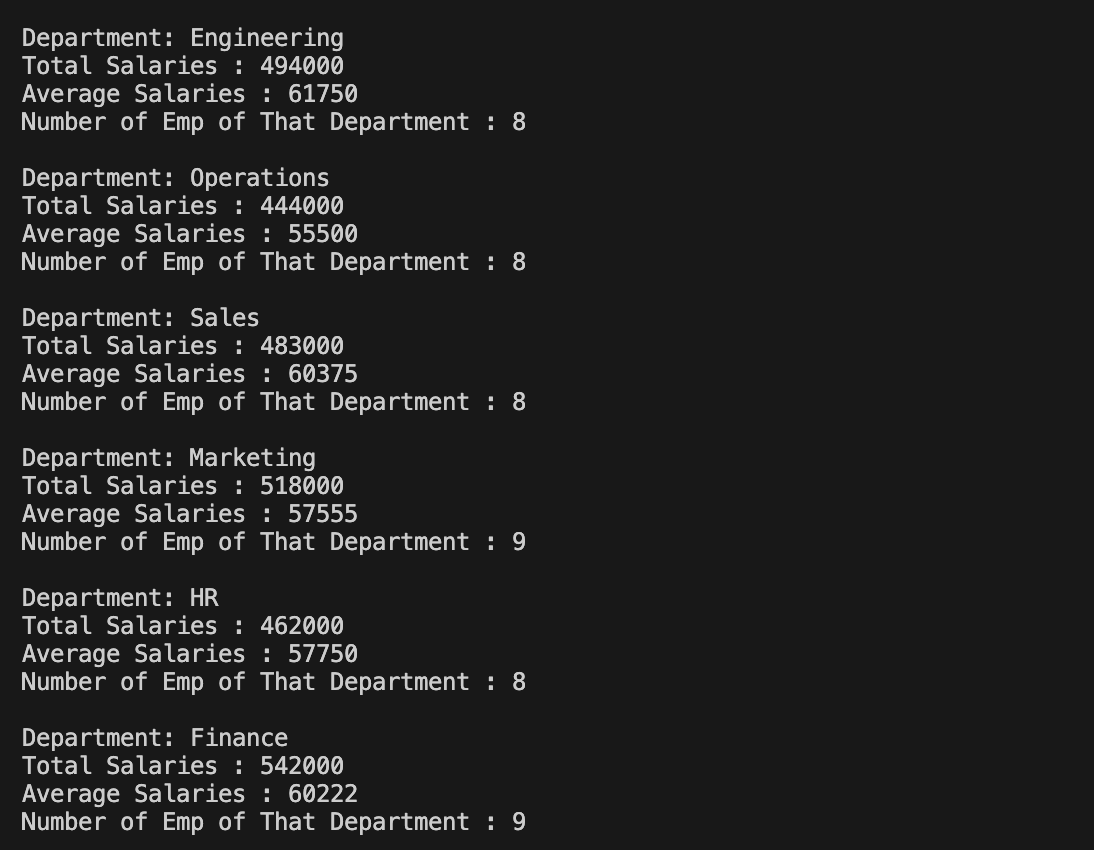 Department: Engineering
Total Salaries : 494000
Average Salaries : 61750
Number of Emp of That Department : 8
Department: Operations
Total Salaries : 444000
Average Salaries : 55500
Number of Emp of That Department : 8
Department: Sales
Total Salaries : 483000
Average Salaries : 60375
Number of Emp of That Department : 8
Department: Marketing
Total Salaries : 518000
Average Salaries : 57555
Number of Emp of That Department : 9
Department: HR
Total Salaries : 462000
Average Salaries : 57750
Number of Emp of That Department : 8
Department: Finance
Total Salaries : 542000
Average Salaries : 60222
Number of Emp of That Department : 9